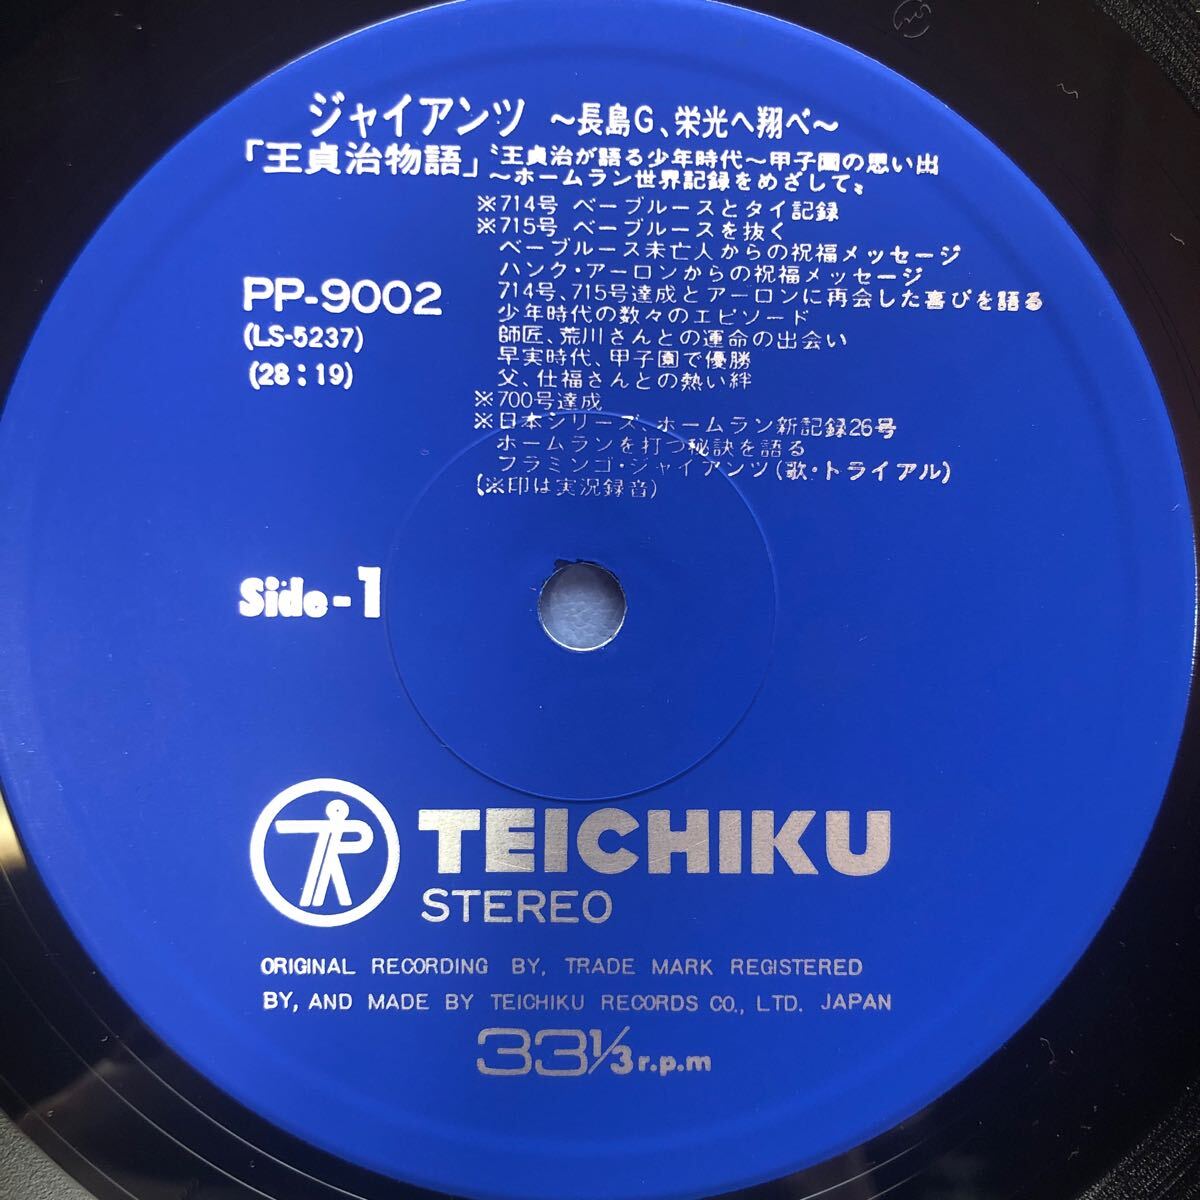 ジャイアンツ 〜長島G、栄光へ翔べ〜
「王貞治物語」〝王貞治が語る少年時代〜甲子園の思い出
〜ホームラン世界記録をめざして〟
※714号 ベーブルースとタイ記録
※715号 ベーブルースを抜く
ベーブルース未亡人からの祝福メッセージ
ハンク・アーロンからの祝福メッセージ
714号、715号達成とアーロンに再会した喜びを語る
少年時代の数々のエピソード
師匠、荒川さんとの運命の出会い
早実時代、甲子園で優勝
父、仕福さんとの熱い絆
※700号達成
※日本シリーズ、ホームラン新記録26号
ホームランを打つ秘訣を語る
フラミンゴ・ジャイアンツ(歌・トライアル)
(※印は実況録音)
PP-9002
(LS-5237)
(28:19)
Side-1
TEICHIKU
STEREO
ORIGINAL RECORDING BY, TRADE MARK REGISTERED
BY, AND MADE BY TEICHIKU RECORDS CO., LTD. JAPAN
33⅓ r.p.m